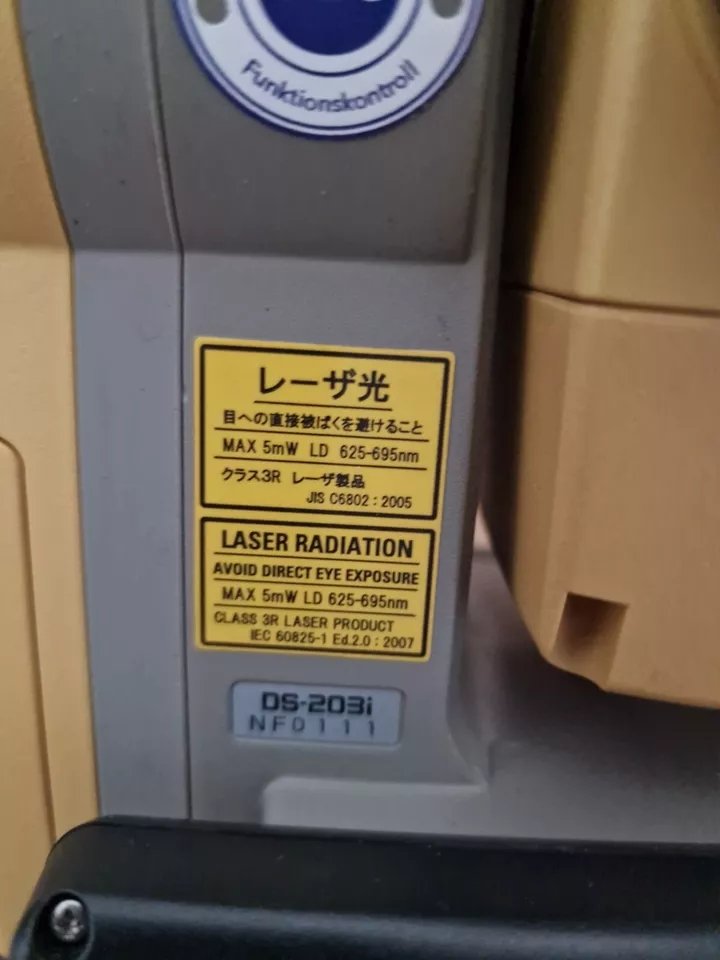 Funktionskontroll
レーザ光
目への直接被ばくを避けること
MAX 5mW LD 625-695nm
クラス3R レーザ製品
JIS C6802：2005
LASER RADIATION
AVOID DIRECT EYE EXPOSURE
MAX 5mW LD 625-695nm
CLASS 3R LASER PRODUCT
IEC 60825-1 Ed.2.0：2007
DS-203i
NF0111